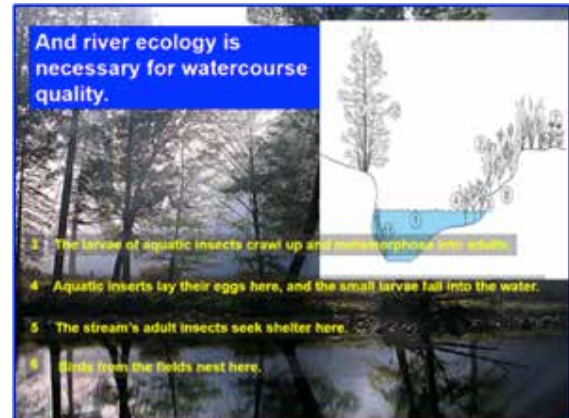 And river ecology is
necessary for watercourse
quality.
1
3 The larvae of aquatic insects crawl up and metamorphose into adults.
4 Aquatic inserts lay their eggs here, and the small larvae fall into the water.
5 The stream's adult insects seek shelter here.
6 Birds from the fields nest here.